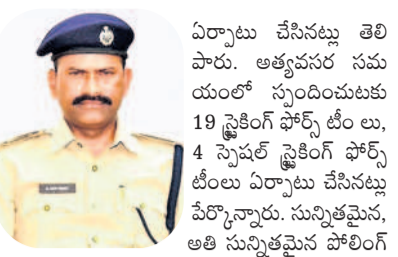 ఏర్పాటు చేసినట్లు తెలి
పారు. అత్యవసర సమ
యంలో స్పందించుటకు
19 స్ట్రైకింగ్ ఫోర్స్ టీం లు,
4 స్పెషల్ స్ట్రైకింగ్ ఫోర్స్
టీంలు ఏర్పాటు చేసినట్లు
పేర్కొన్నారు. సున్నితమైన,
అతి సున్నితమైన పోలింగ్